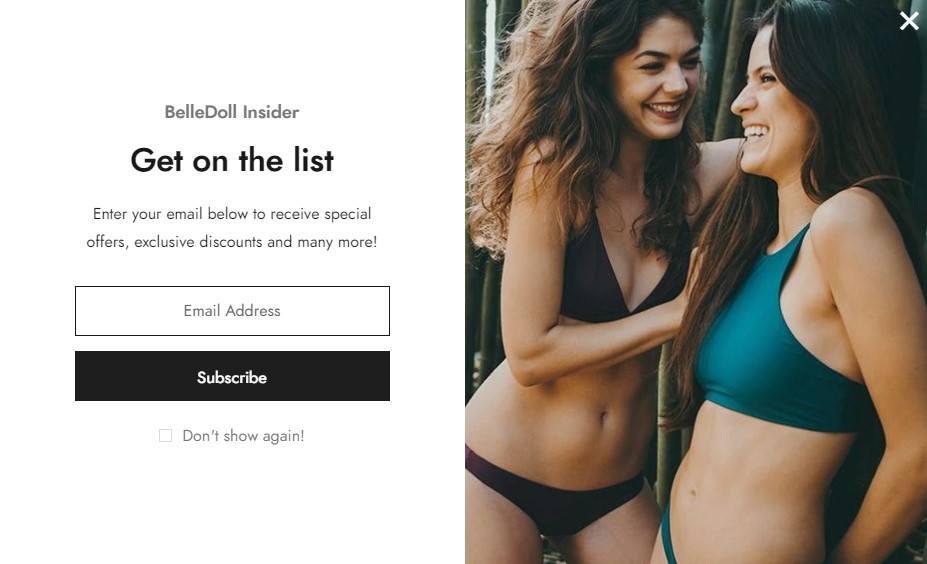 BelleDoll Insider
Get on the list
Enter your email below to receive special
offers, exclusive discounts and many more!
Email Address
Subscribe
Don't show again!